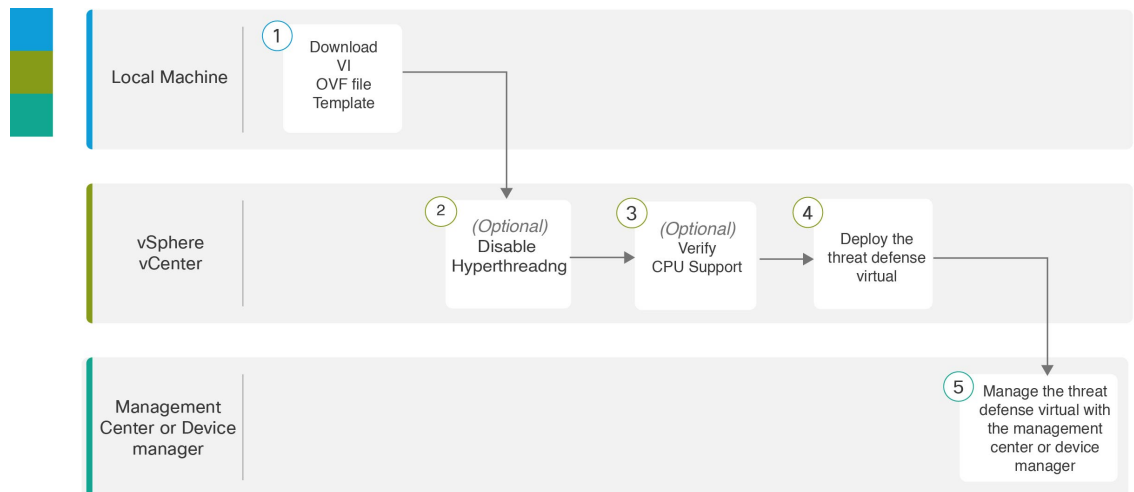 Local Machine
1
Download
VI
OVF file
Template
vSphere
vCenter
2
(Optional)
Disable
Hyperthreadng
3
(Optional)
Verify
CPU Support
4
Deploy the
threat defense
virtual
Management
Center or Device
manager
5
Manage the threat
defense virtual with
the management
center or device
manager